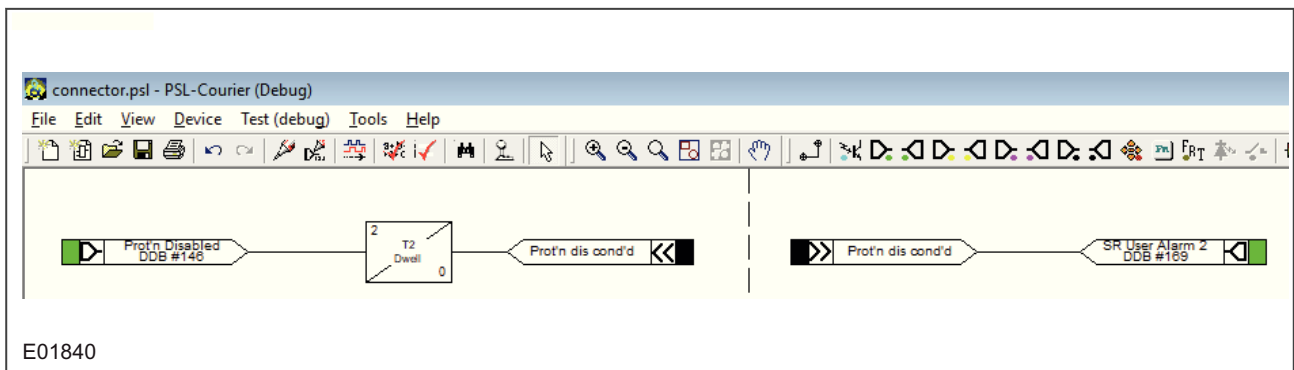 connector.psl - PSL-Courier (Debug)
File Edit View Device Test (debug) Tools Help
Prot'n Disabled
DDB #146
2
T2
Dwell
0
Prot'n dis cond'd
Prot'n dis cond'd
SR User Alarm 2
DDB #169
E01840